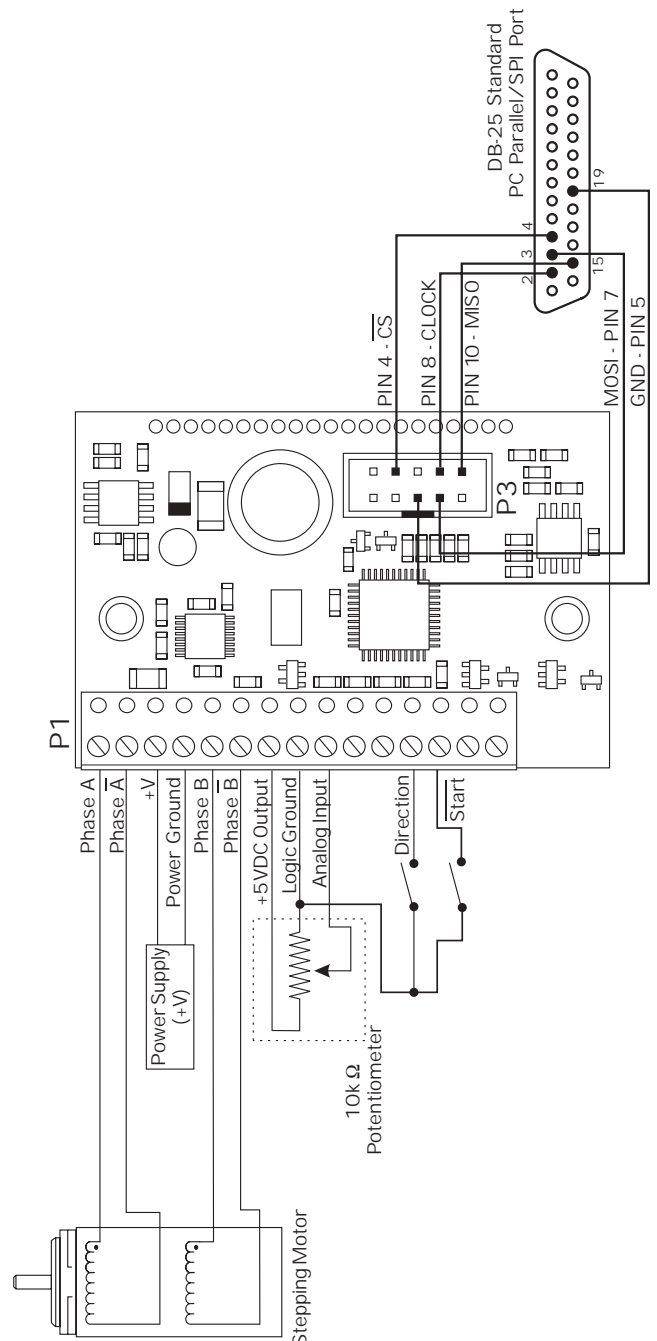 DB-25 Standard
PC Parallel/SPI Port
2
3
4
15
19
PIN 4 - C̅S̅
PIN 8 - CLOCK
PIN 10 - MISO
MOSI - PIN 7
GND - PIN 5
P3
P1
Phase A
Phase A̅
+V
Power Ground
Phase B
Phase B̅
+5VDC Output
Logic Ground
Analog Input
Direction
S̅t̅a̅r̅t̅
Power Supply
(+V)
10k Ω
Potentiometer
Stepping Motor